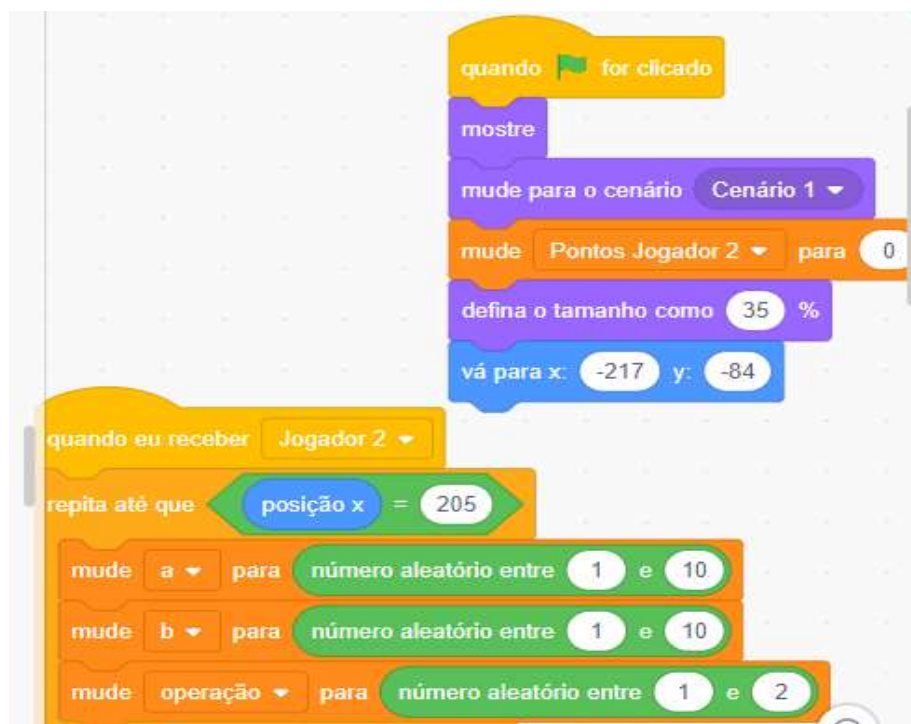 quando for clicado
mostre
mude para o cenário Cenário 1
mude Pontos Jogador 2 para 0
defina o tamanho como 35 %
vá para x: -217 y: -84
quando eu receber Jogador 2
repita até que posição x = 205
mude a para número aleatório entre 1 e 10
mude b para número aleatório entre 1 e 10
mude operação para número aleatório entre 1 e 2